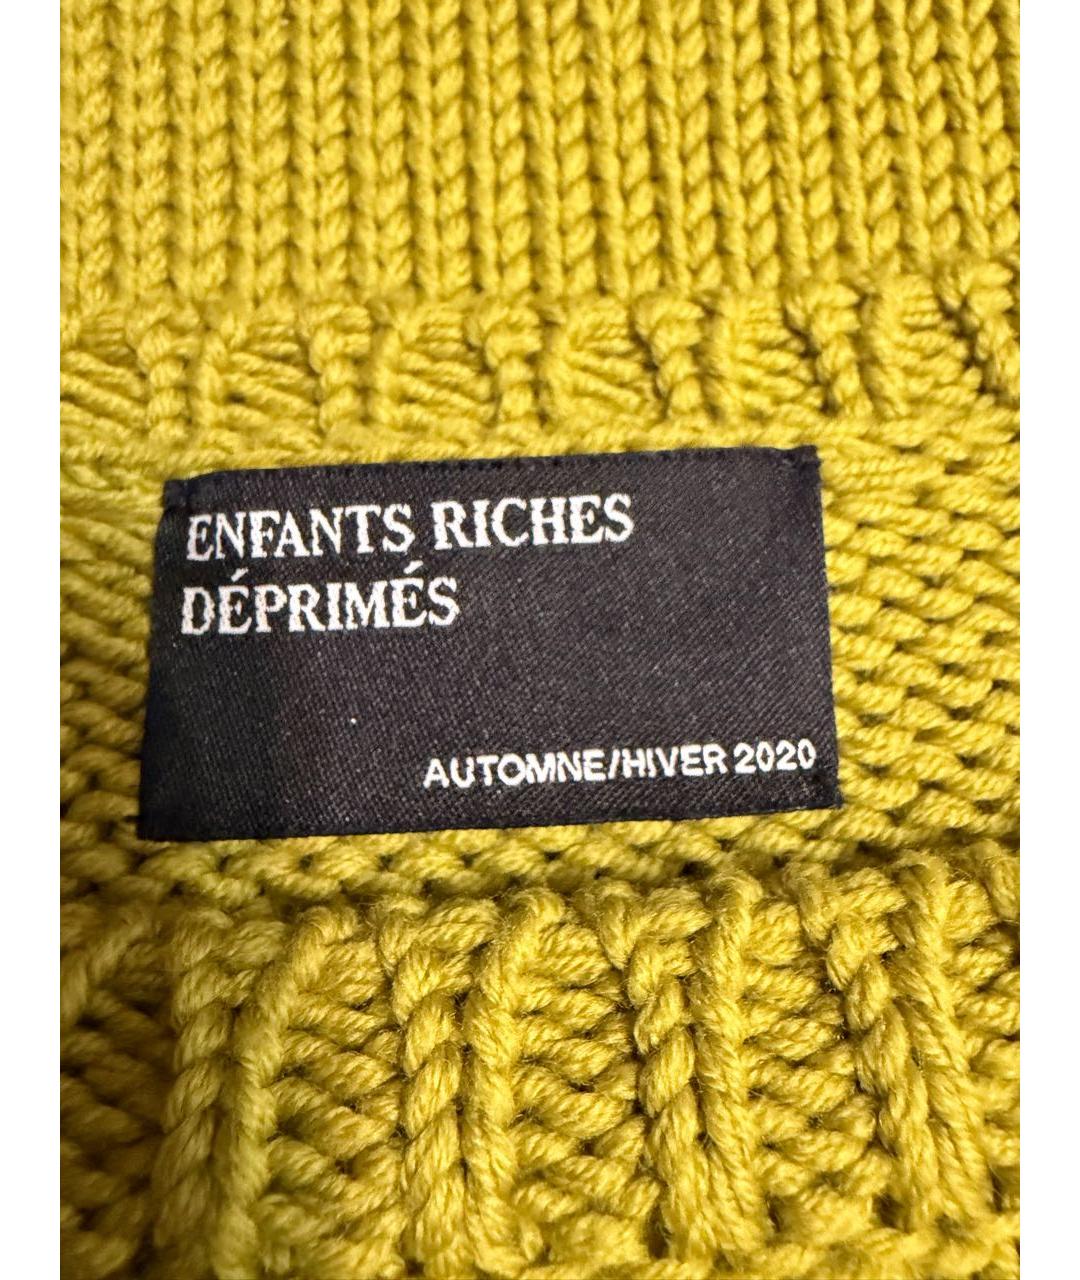 ENFANTS RICHES
DÉPRIMÉS
AUTOMNE/HIVER 2020